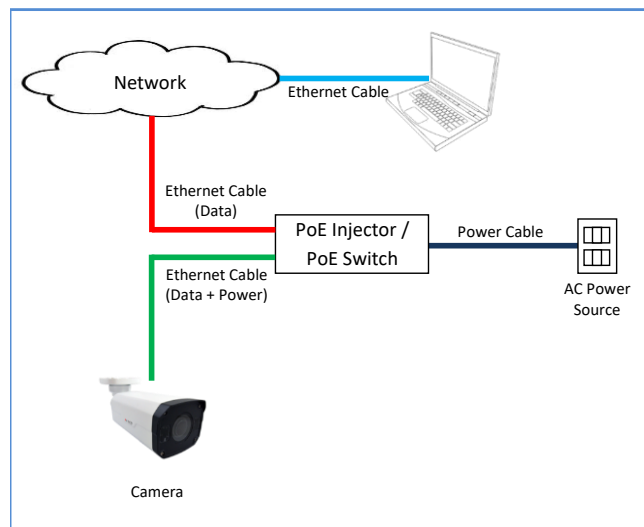 Network
Ethernet Cable
Ethernet Cable
(Data)
PoE Injector /
PoE Switch
Power Cable
Ethernet Cable
(Data + Power)
AC Power
Source
Camera